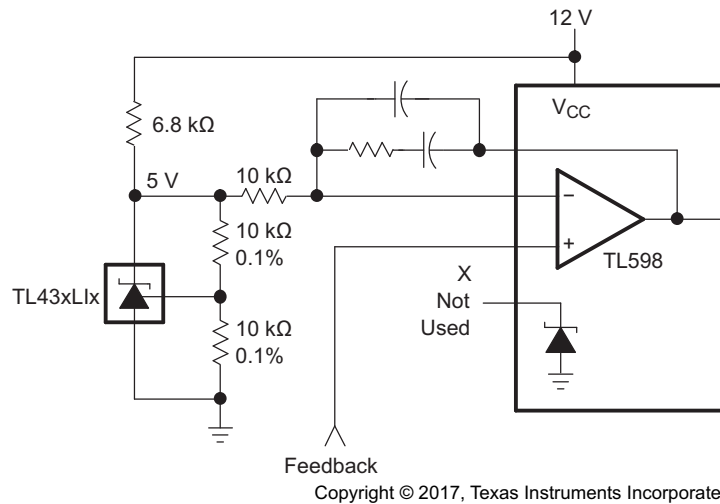 12 V
VCC
6.8 kΩ
5 V
10 kΩ
10 kΩ
0.1%
−
+
TL598
TL43xLIx
X
Not
Used
10 kΩ
0.1%
Feedback
Copyright © 2017, Texas Instruments Incorporate